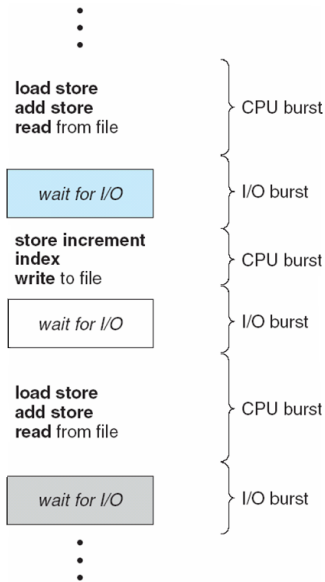 load store
add store
read from file
CPU burst
wait for I/O
I/O burst
store increment
index
write to file
CPU burst
wait for I/O
I/O burst
load store
add store
read from file
CPU burst
wait for I/O
I/O burst